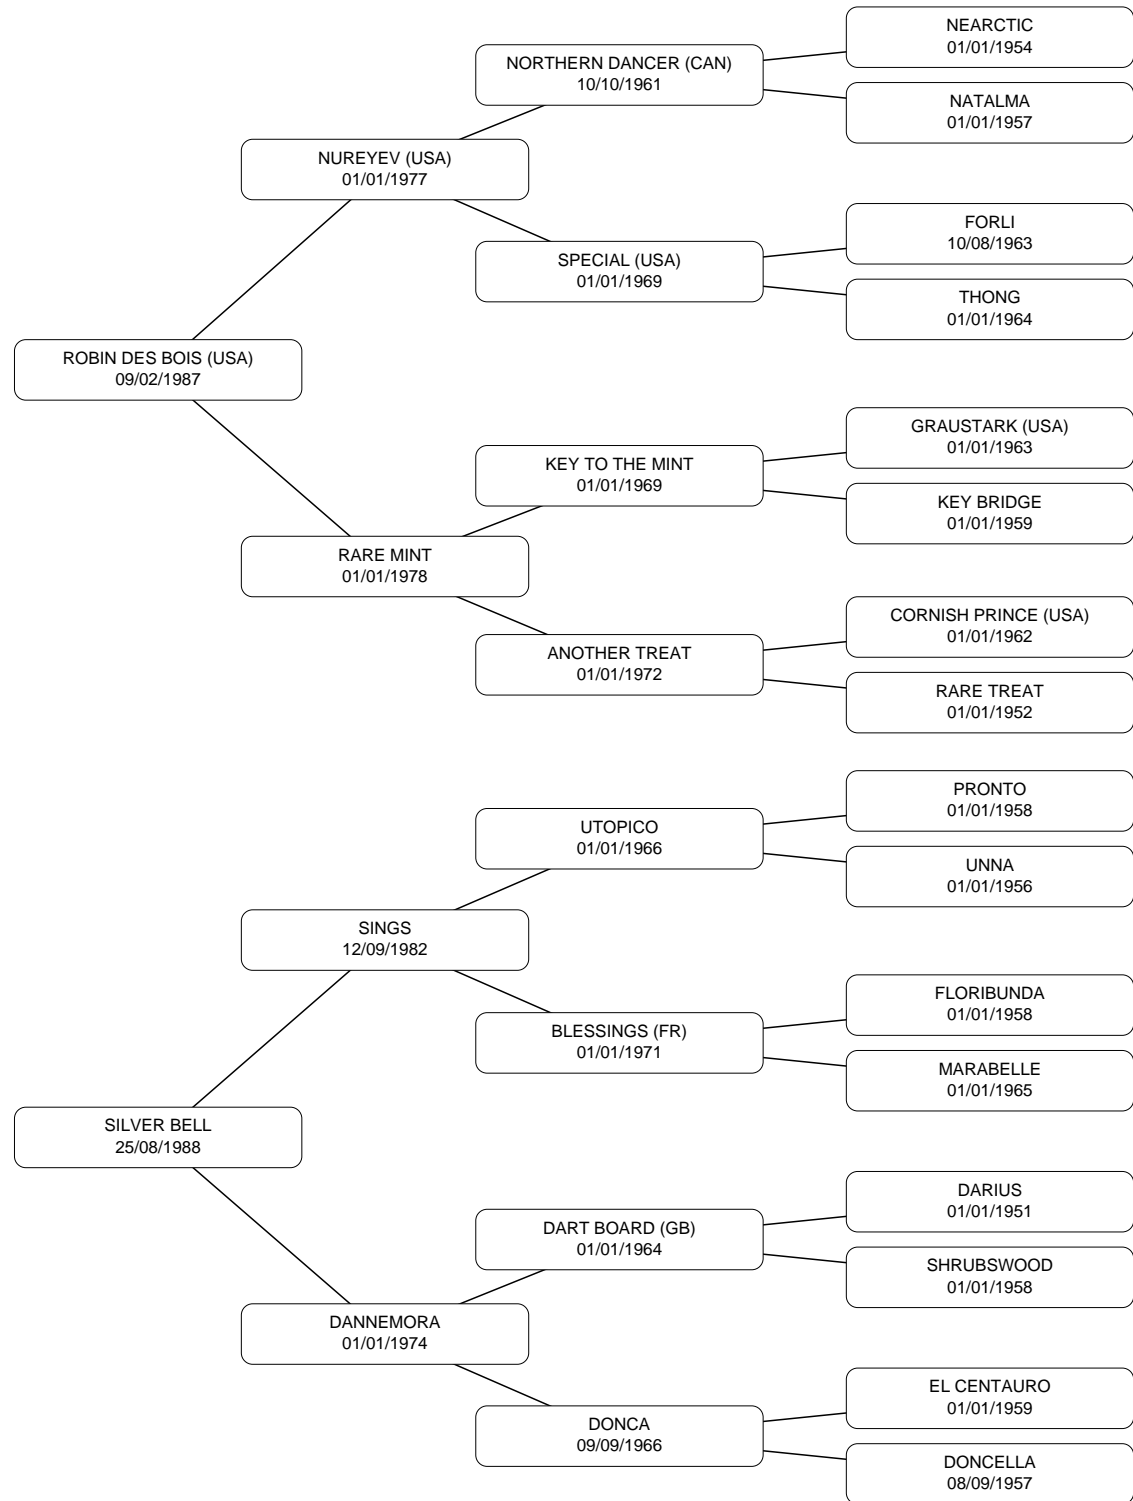 NEARCTIC
01/01/1954
NORTHERN DANCER (CAN)
10/10/1961
NATALMA
01/01/1957
NUREYEV (USA)
01/01/1977
FORLI
10/08/1963
SPECIAL (USA)
01/01/1969
THONG
01/01/1964
ROBIN DES BOIS (USA)
09/02/1987
GRAUSTARK (USA)
01/01/1963
KEY TO THE MINT
01/01/1969
KEY BRIDGE
01/01/1959
RARE MINT
01/01/1978
CORNISH PRINCE (USA)
01/01/1962
ANOTHER TREAT
01/01/1972
RARE TREAT
01/01/1952
PRONTO
01/01/1958
UTOPICO
01/01/1966
UNNA
01/01/1956
SINGS
12/09/1982
FLORIBUNDA
01/01/1958
BLESSINGS (FR)
01/01/1971
MARABELLE
01/01/1965
SILVER BELL
25/08/1988
DARIUS
01/01/1951
DART BOARD (GB)
01/01/1964
SHRUBSWOOD
01/01/1958
DANNEMORA
01/01/1974
EL CENTAURO
01/01/1959
DONCA
09/09/1966
DONCELLA
08/09/1957